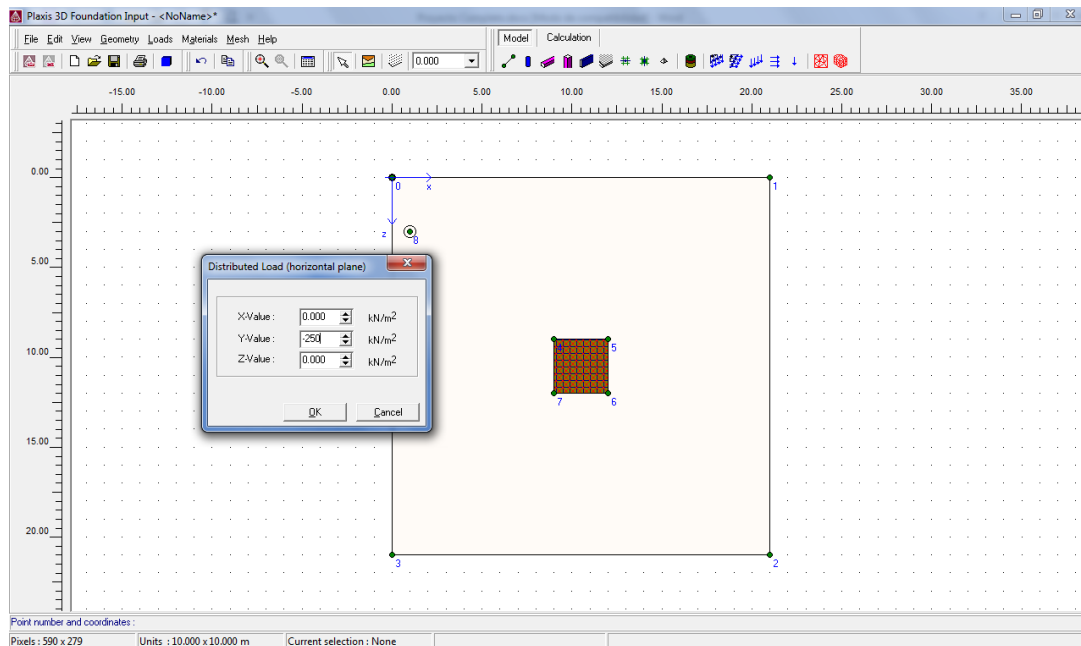 Plaxis 3D Foundation Input - <NoName>*
File Edit View Geometry Loads Materials Mesh Help
Model Calculation
0.000
-15.00 -10.00 -5.00 0.00 5.00 10.00 15.00 20.00 25.00 30.00 35.00
0.00
0 x 1
z 8
5.00
Distributed Load (horizontal plane)
X-Value : 0.000 kN/m2
Y-Value : -250 kN/m2
Z-Value : 0.000 kN/m2
OK Cancel
10.00
4 5
7 6
15.00
20.00
3 2
Point number and coordinates :
Pixels : 590 x 279 Units : 10.000 x 10.000 m Current selection : None